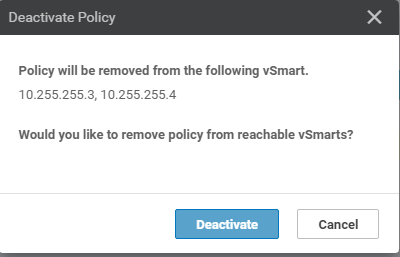 Deactivate Policy
Policy will be removed from the following vSmart.
10.255.255.3, 10.255.255.4
Would you like to remove policy from reachable vSmarts?
Deactivate
Cancel